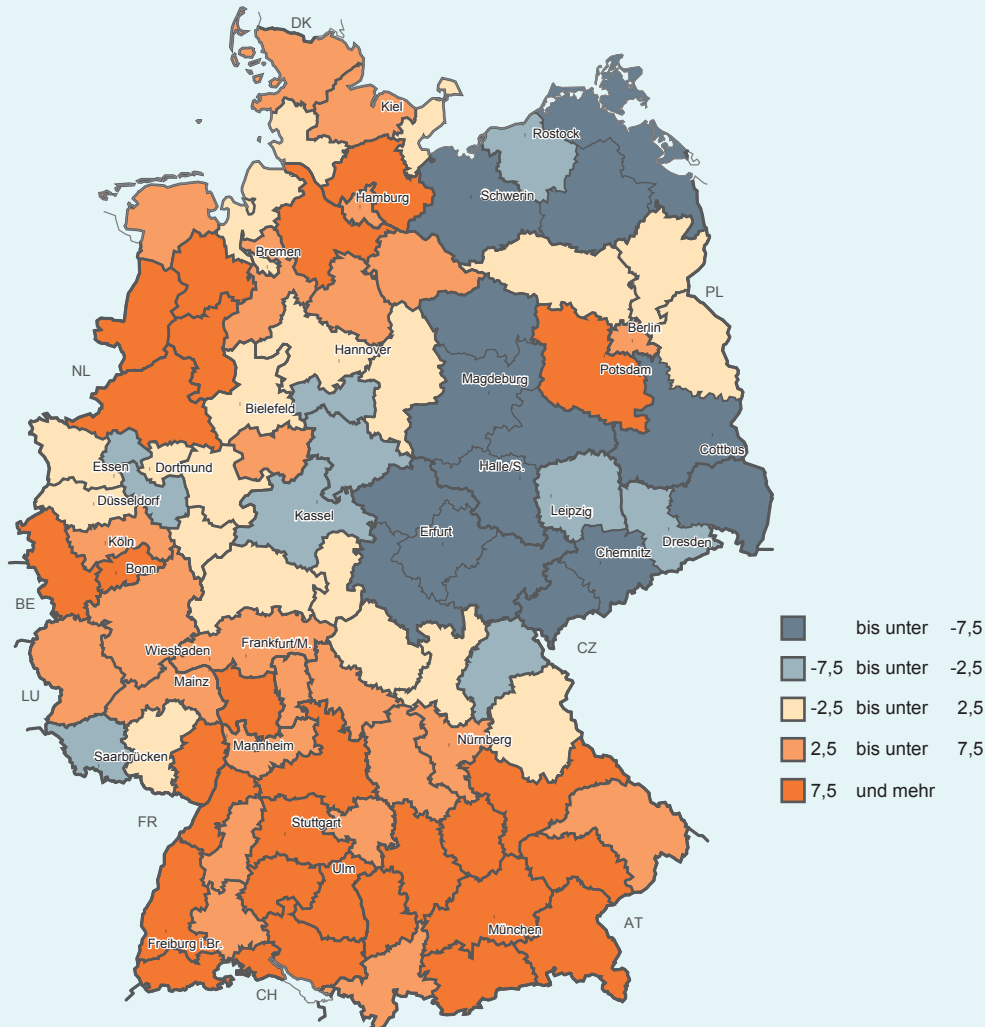 DK
Kiel
Rostock
Schwerin
Hamburg
Bremen
PL
Berlin
Hannover
NL
Potsdam
Magdeburg
Bielefeld
Cottbus
Essen
Dortmund
Halle/S.
Düsseldorf
Leipzig
Kassel
Erfurt
Köln
Dresden
Chemnitz
Bonn
BE
Frankfurt/M.
CZ
Wiesbaden
Mainz
LU
Nürnberg
Mannheim
Saarbrücken
FR
Stuttgart
Ulm
AT
München
Freiburg i.Br.
CH
bis unter -7,5
-7,5 bis unter -2,5
-2,5 bis unter 2,5
2,5 bis unter 7,5
7,5 und mehr